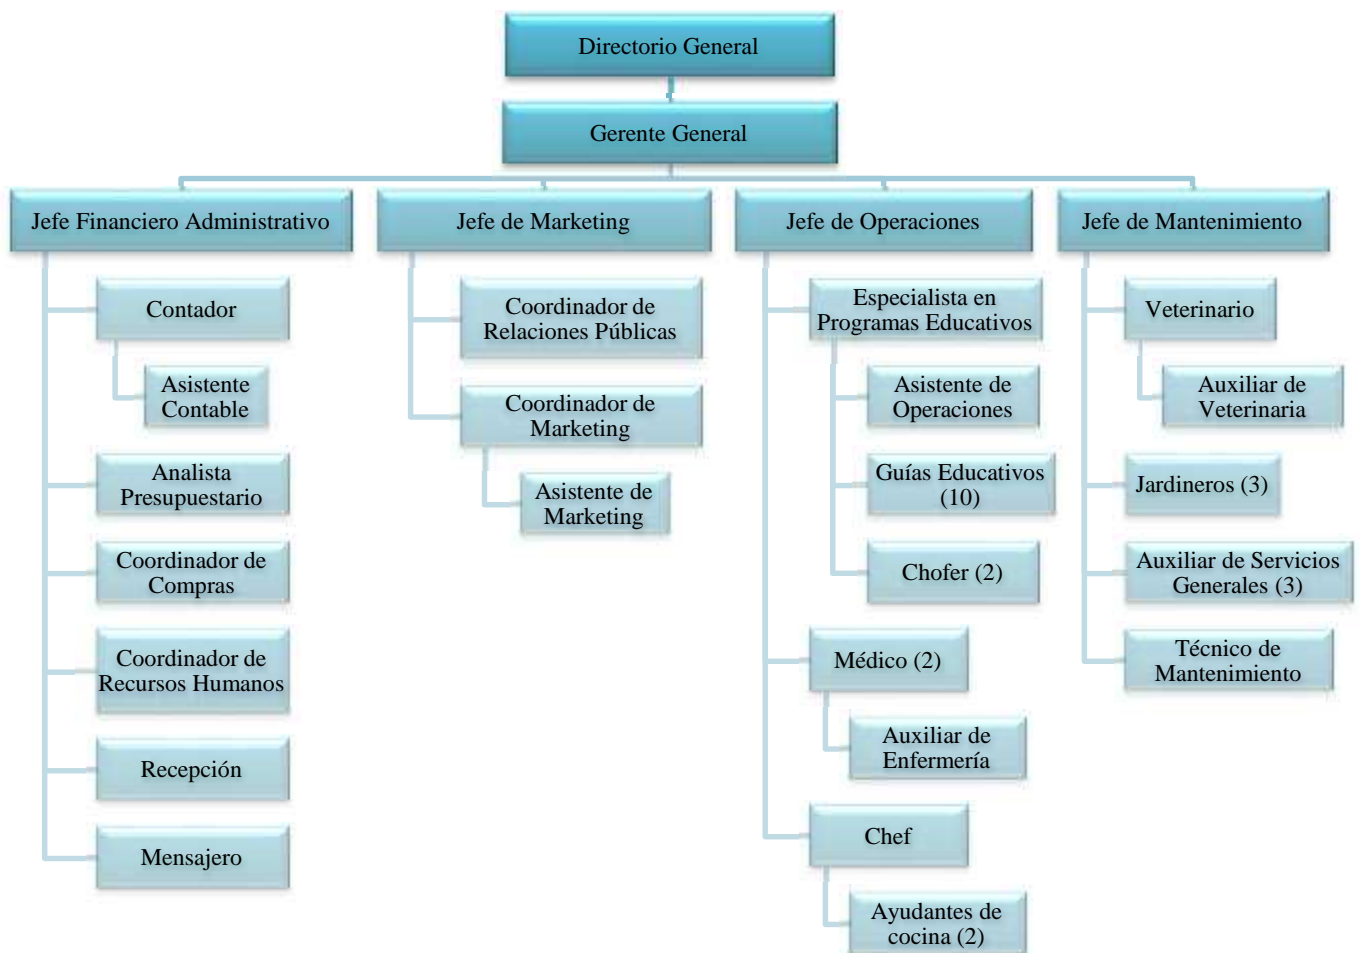 Directorio General
Gerente General
Jefe Financiero Administrativo
Contador
Asistente
Contable
Analista
Presupuestario
Coordinador de
Compras
Coordinador de
Recursos Humanos
Recepción
Mensajero
Jefe de Marketing
Coordinador de
Relaciones Públicas
Coordinador de
Marketing
Asistente de
Marketing
Jefe de Operaciones
Especialista en
Programas Educativos
Asistente de
Operaciones
Guías Educativos
(10)
Chofer (2)
Médico (2)
Auxiliar de
Enfermería
Chef
Ayudantes de
cocina (2)
Jefe de Mantenimiento
Veterinario
Auxiliar de
Veterinaria
Jardineros (3)
Auxiliar de Servicios
Generales (3)
Técnico de
Mantenimiento